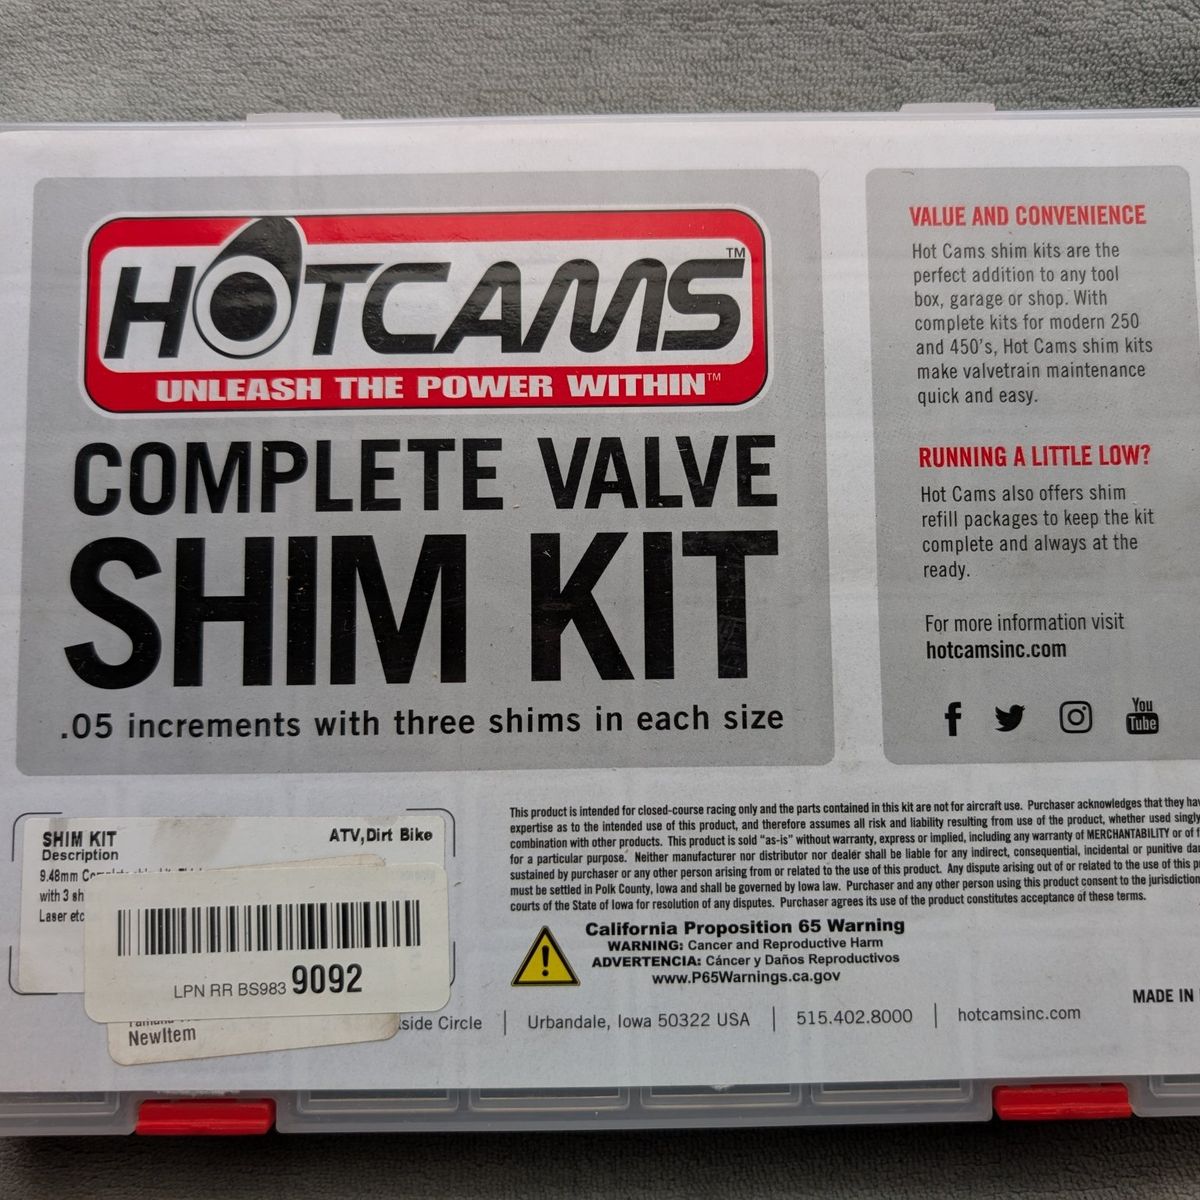 HOTCAMS™
UNLEASH THE POWER WITHIN™
COMPLETE VALVE
SHIM KIT
.05 increments with three shims in each size
VALUE AND CONVENIENCE
Hot Cams shim kits are the
perfect addition to any tool
box, garage or shop. With
complete kits for modern 250
and 450's, Hot Cams shim kits
make valvetrain maintenance
quick and easy.
RUNNING A LITTLE LOW?
Hot Cams also offers shim
refill packages to keep the kit
complete and always at the
ready.
For more information visit
hotcamsinc.com
You
Tube
SHIM KIT ATV,Dirt Bike
Description
9.48mm
with 3
Laser
LPN RR BS983 9092
NewItem
This product is intended for closed-course racing only and the parts contained in this kit are not for aircraft use. Purchaser acknowledges that they
expertise as to the intended use of this product, and therefore assumes all risk and liability resulting from use of the product, whether used singly
combination with other products. This product is sold "as-is" without warranty, express or implied, including any warranty of MERCHANTABILITY or of
for a particular purpose. Neither manufacturer nor distributor nor dealer shall be liable for any indirect, consequential, incidental or punitive
sustained by purchaser or any other person arising from or related to the use of this product. Any dispute arising out of or related to the use of this
must be settled in Polk County, Iowa and shall be governed by Iowa law. Purchaser and any other person using this product consent to the jurisdiction
courts of the State of Iowa for resolution of any disputes. Purchaser agrees its use of the product constitutes acceptance of these terms.
California Proposition 65 Warning
WARNING: Cancer and Reproductive Harm
ADVERTENCIA: Cáncer y Daños Reproductivos
www.P65Warnings.ca.gov
MADE IN
Circle | Urbandale, Iowa 50322 USA | 515.402.8000 | hotcamsinc.com